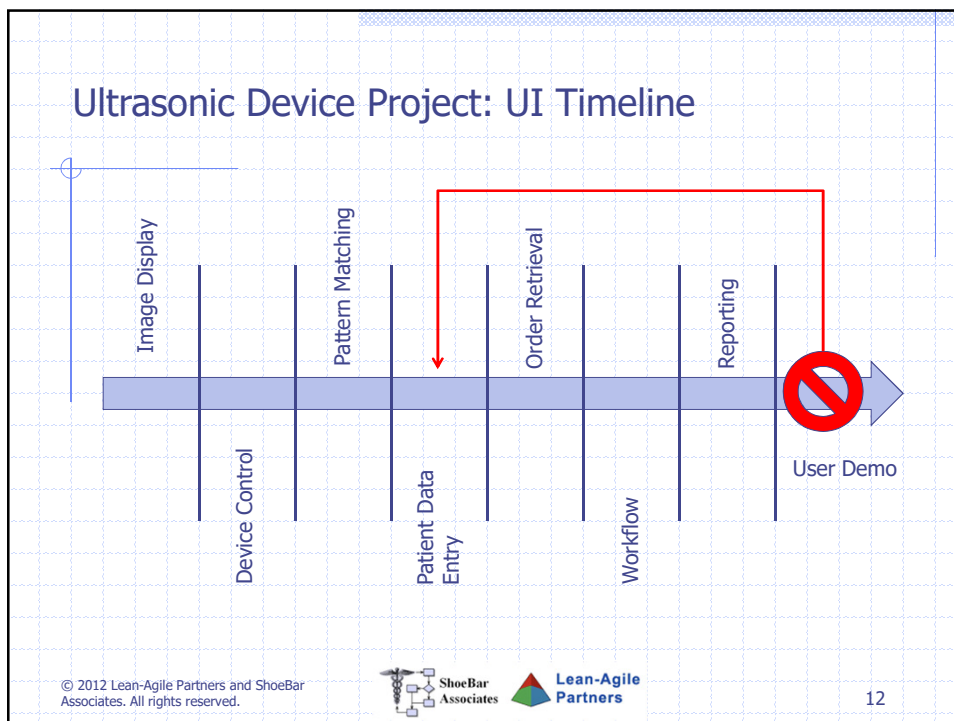 Ultrasonic Device Project: UI Timeline
Image Display
Device Control
Pattern Matching
Patient Data
Entry
Order Retrieval
Workflow
Reporting
User Demo
© 2012 Lean-Agile Partners and ShoeBar
Associates. All rights reserved.
ShoeBar
Associates
Lean-Agile
Partners
12